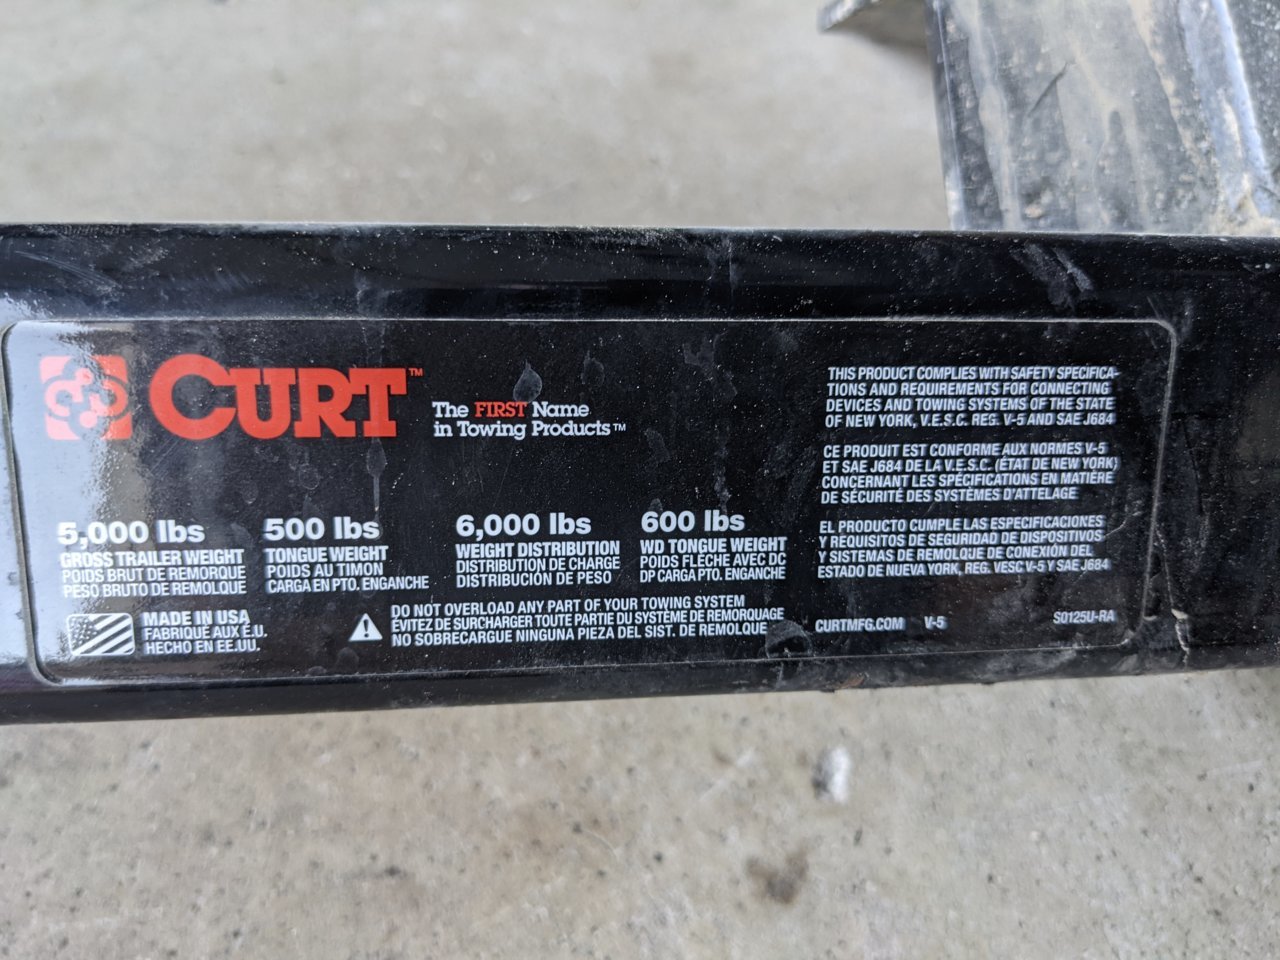 CURT™
The FIRST Name
in Towing Products™
5,000 lbs
GROSS TRAILER WEIGHT
POIDS BRUT DE REMORQUE
PESO BRUTO DE REMOLQUE
500 lbs
TONGUE WEIGHT
POIDS AU TIMON
CARGA EN PTO. ENGANCHE
6,000 lbs
WEIGHT DISTRIBUTION
DISTRIBUTION DE CHARGE
DISTRIBUCIÓN DE PESO
600 lbs
WD TONGUE WEIGHT
POIDS FLECHE AVEC DC
DP CARGA PTO. ENGANCHE
MADE IN USA
FABRIQUÉ AUX É.U.
HECHO EN EE.UU.
DO NOT OVERLOAD ANY PART OF YOUR TOWING SYSTEM
ÉVITEZ DE SURCHARGER TOUTE PARTIE DU SYSTÈME DE REMORQUAGE
NO SOBRECARGUE NINGUNA PIEZA DEL SIST. DE REMOLQUE
THIS PRODUCT COMPLIES WITH SAFETY SPECIFICA-
TIONS AND REQUIREMENTS FOR CONNECTING
DEVICES AND TOWING SYSTEMS OF THE STATE
OF NEW YORK, V.E.S.C. REG. V-5 AND SAE J684
CE PRODUIT EST CONFORME AUX NORMES V-5
ET SAE J684 DE LA V.E.S.C. (ÉTAT DE NEW YORK)
CONCERNANT LES SPÉCIFICATIONS EN MATIÈRE
DE SÉCURITÉ DES SYSTÈMES D'ATTELAGE
EL PRODUCTO CUMPLE LAS ESPECIFICACIONES
Y REQUISITOS DE SEGURIDAD DE DISPOSITIVOS
Y SISTEMAS DE REMOLQUE DE CONEXIÓN DEL
ESTADO DE NUEVA YORK, REG. VESC V-5 Y SAE J684
CURTMFG.COM V-5 S0125U-RA